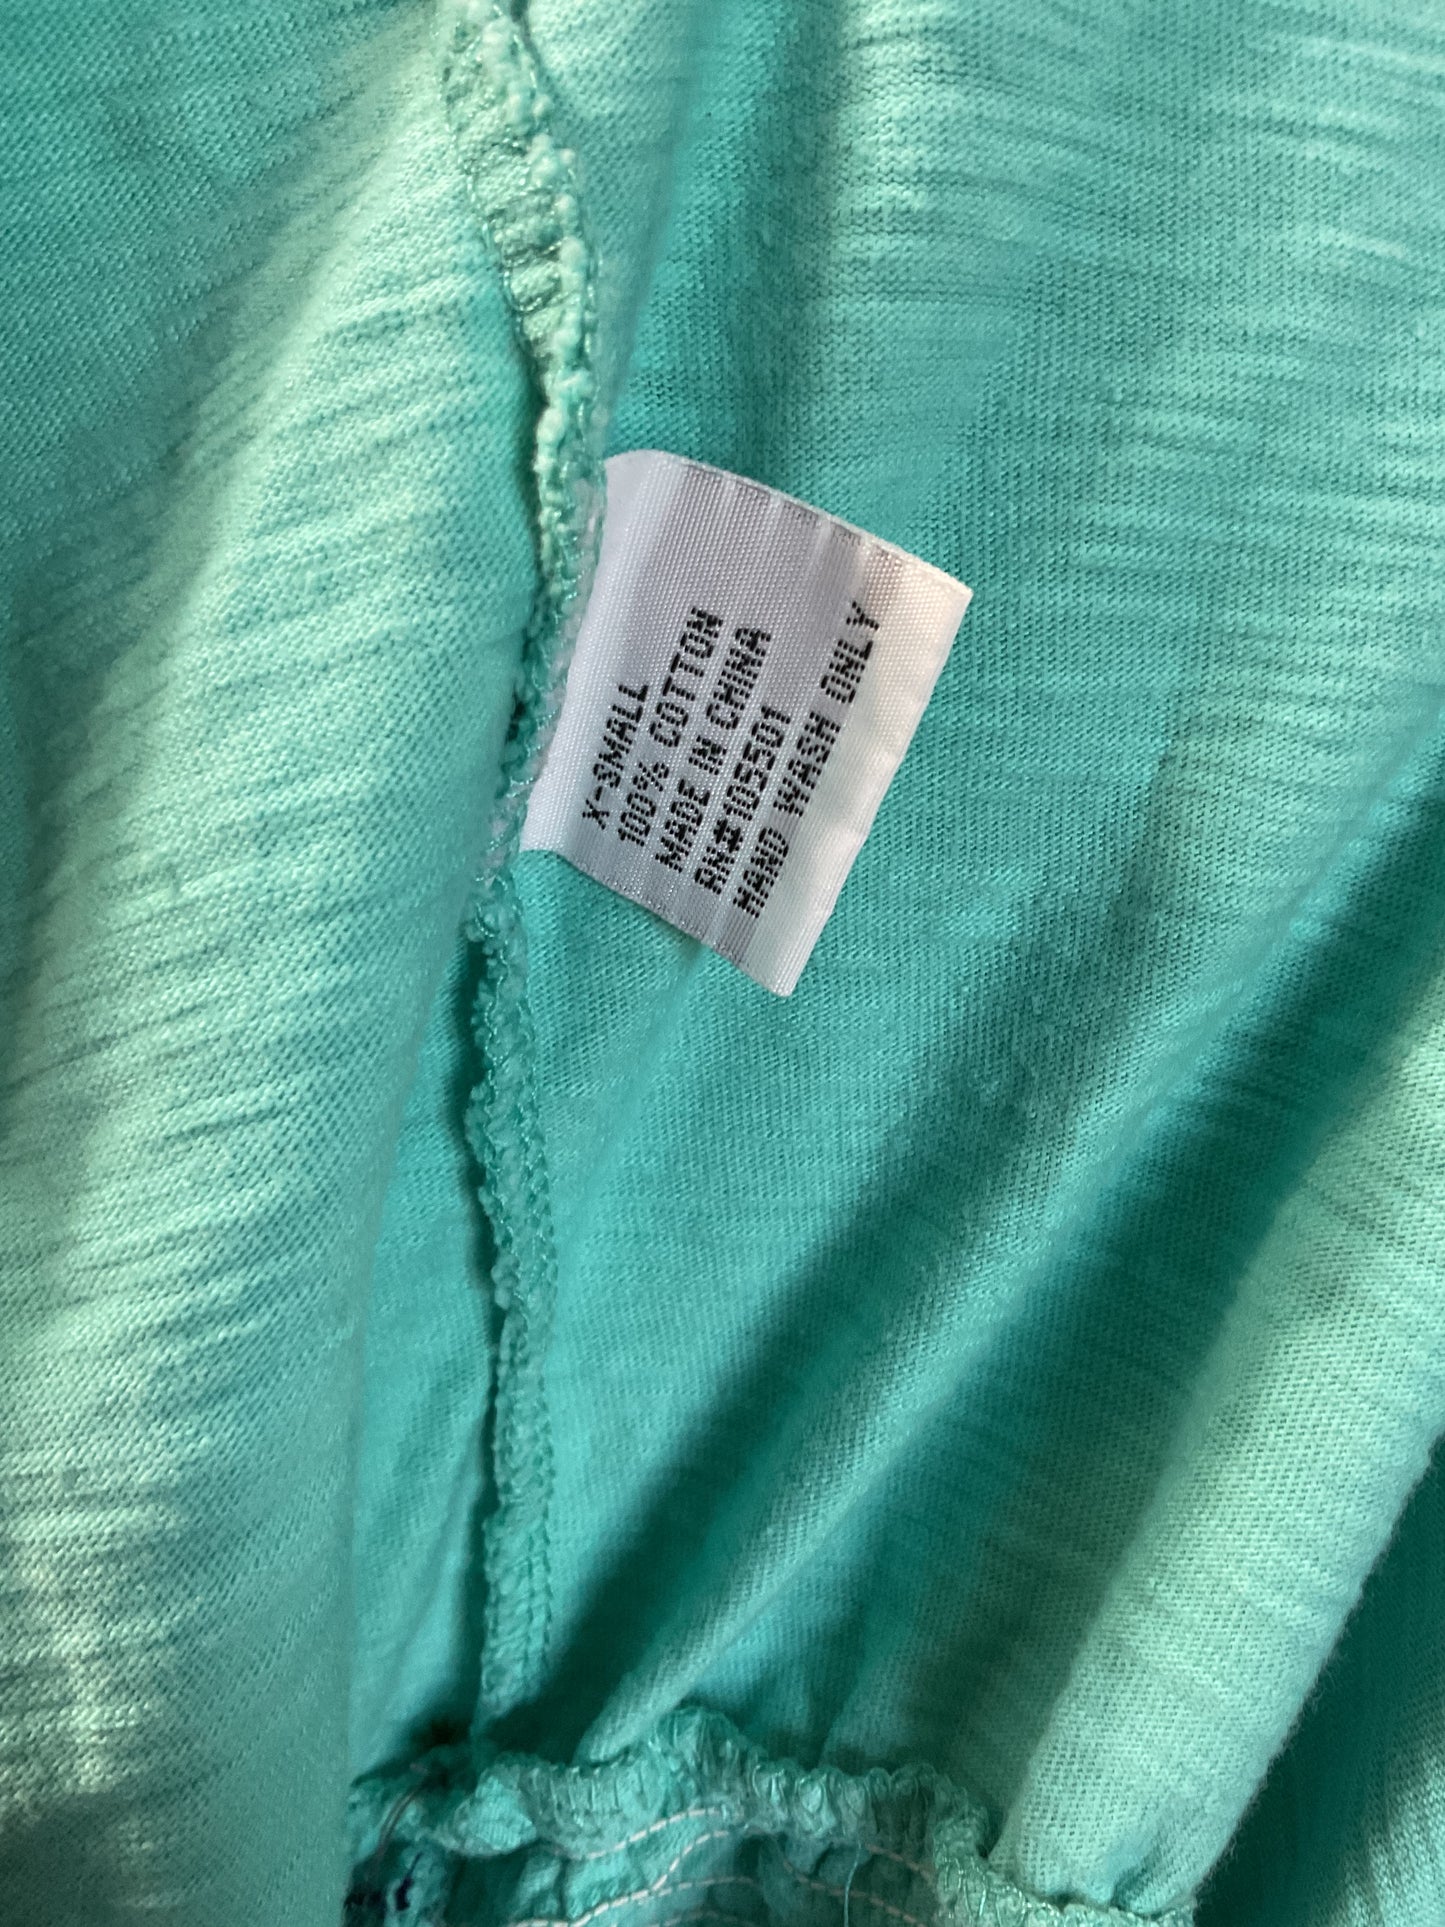 X-SMALL
100% COTTON
MADE IN CHINA
RN#105501
HAND WASH ONLY